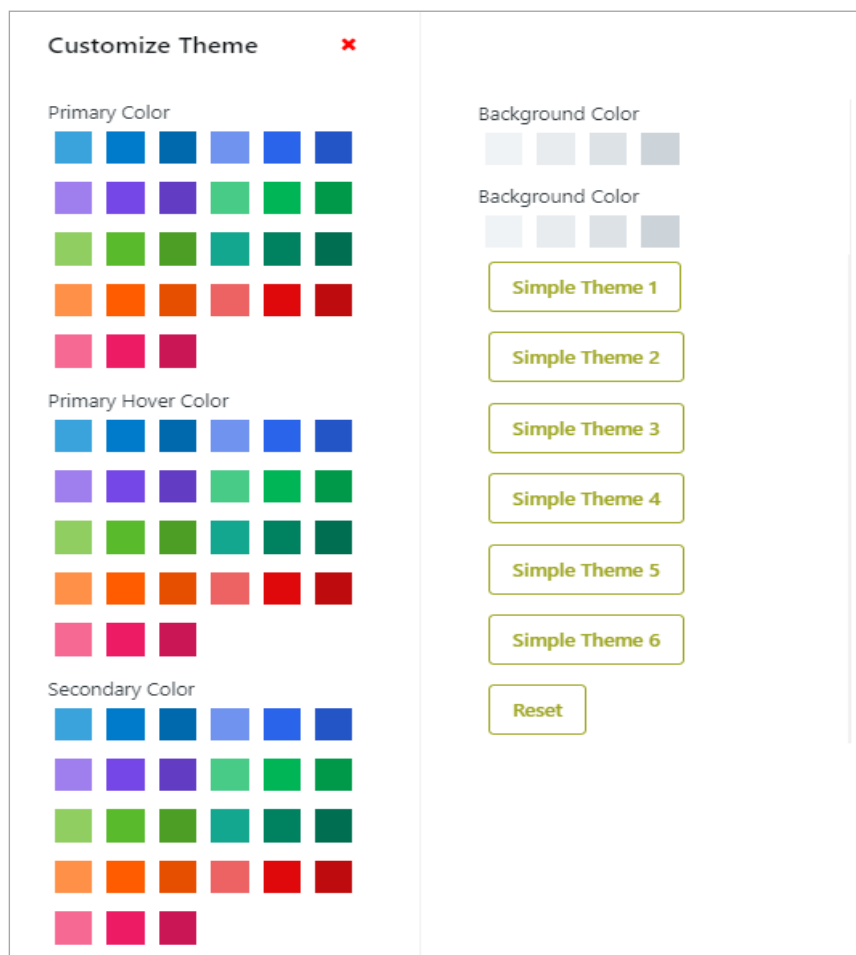 Customize Theme
Primary Color
Primary Hover Color
Secondary Color
Background Color
Background Color
Simple Theme 1
Simple Theme 2
Simple Theme 3
Simple Theme 4
Simple Theme 5
Simple Theme 6
Reset